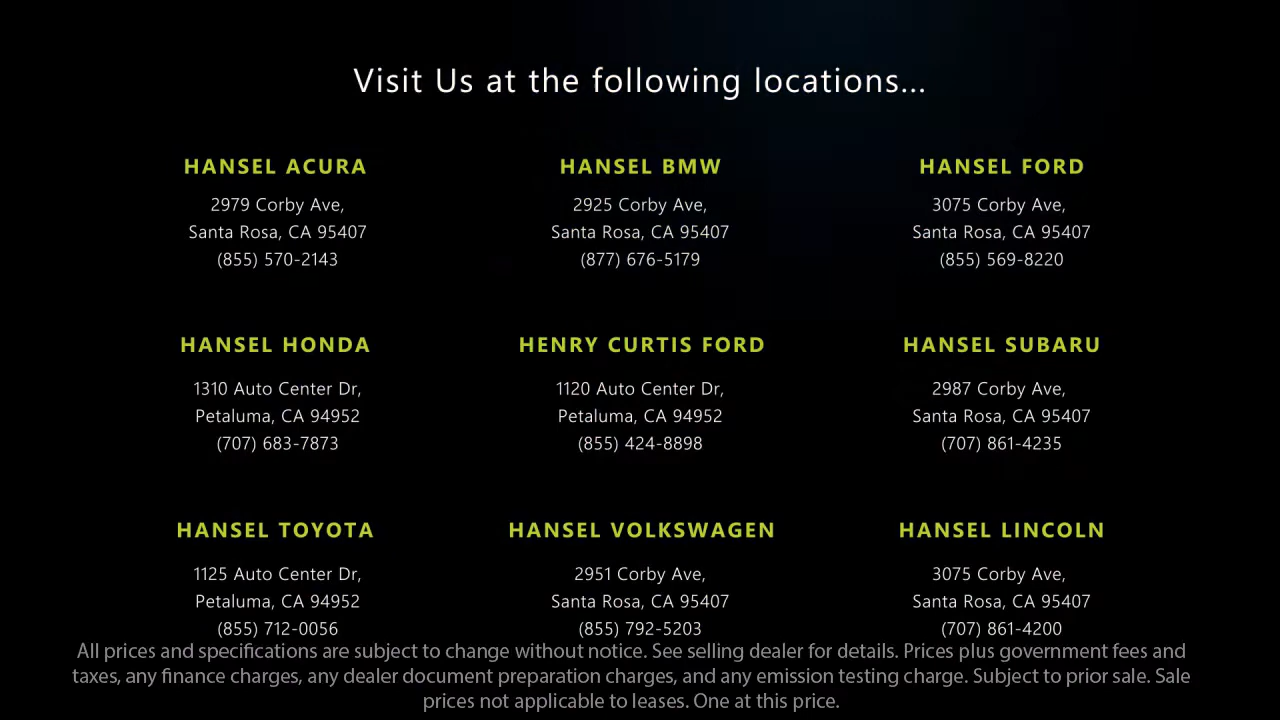 Visit Us at the following locations...
HANSEL ACURA
2979 Corby Ave,
Santa Rosa, CA 95407
(855) 570-2143
HANSEL BMW
2925 Corby Ave,
Santa Rosa, CA 95407
(877) 676-5179
HANSEL FORD
3075 Corby Ave,
Santa Rosa, CA 95407
(855) 569-8220
HANSEL HONDA
1310 Auto Center Dr,
Petaluma, CA 94952
(707) 683-7873
HENRY CURTIS FORD
1120 Auto Center Dr,
Petaluma, CA 94952
(855) 424-8898
HANSEL SUBARU
2987 Corby Ave,
Santa Rosa, CA 95407
(707) 861-4235
HANSEL TOYOTA
1125 Auto Center Dr,
Petaluma, CA 94952
(855) 712-0056
HANSEL VOLKSWAGEN
2951 Corby Ave,
Santa Rosa, CA 95407
(855) 792-5203
HANSEL LINCOLN
3075 Corby Ave,
Santa Rosa, CA 95407
(707) 861-4200
All prices and specifications are subject to change without notice. See selling dealer for details. Prices plus government fees and
taxes, any finance charges, any dealer document preparation charges, and any emission testing charge. Subject to prior sale. Sale
prices not applicable to leases. One at this price.